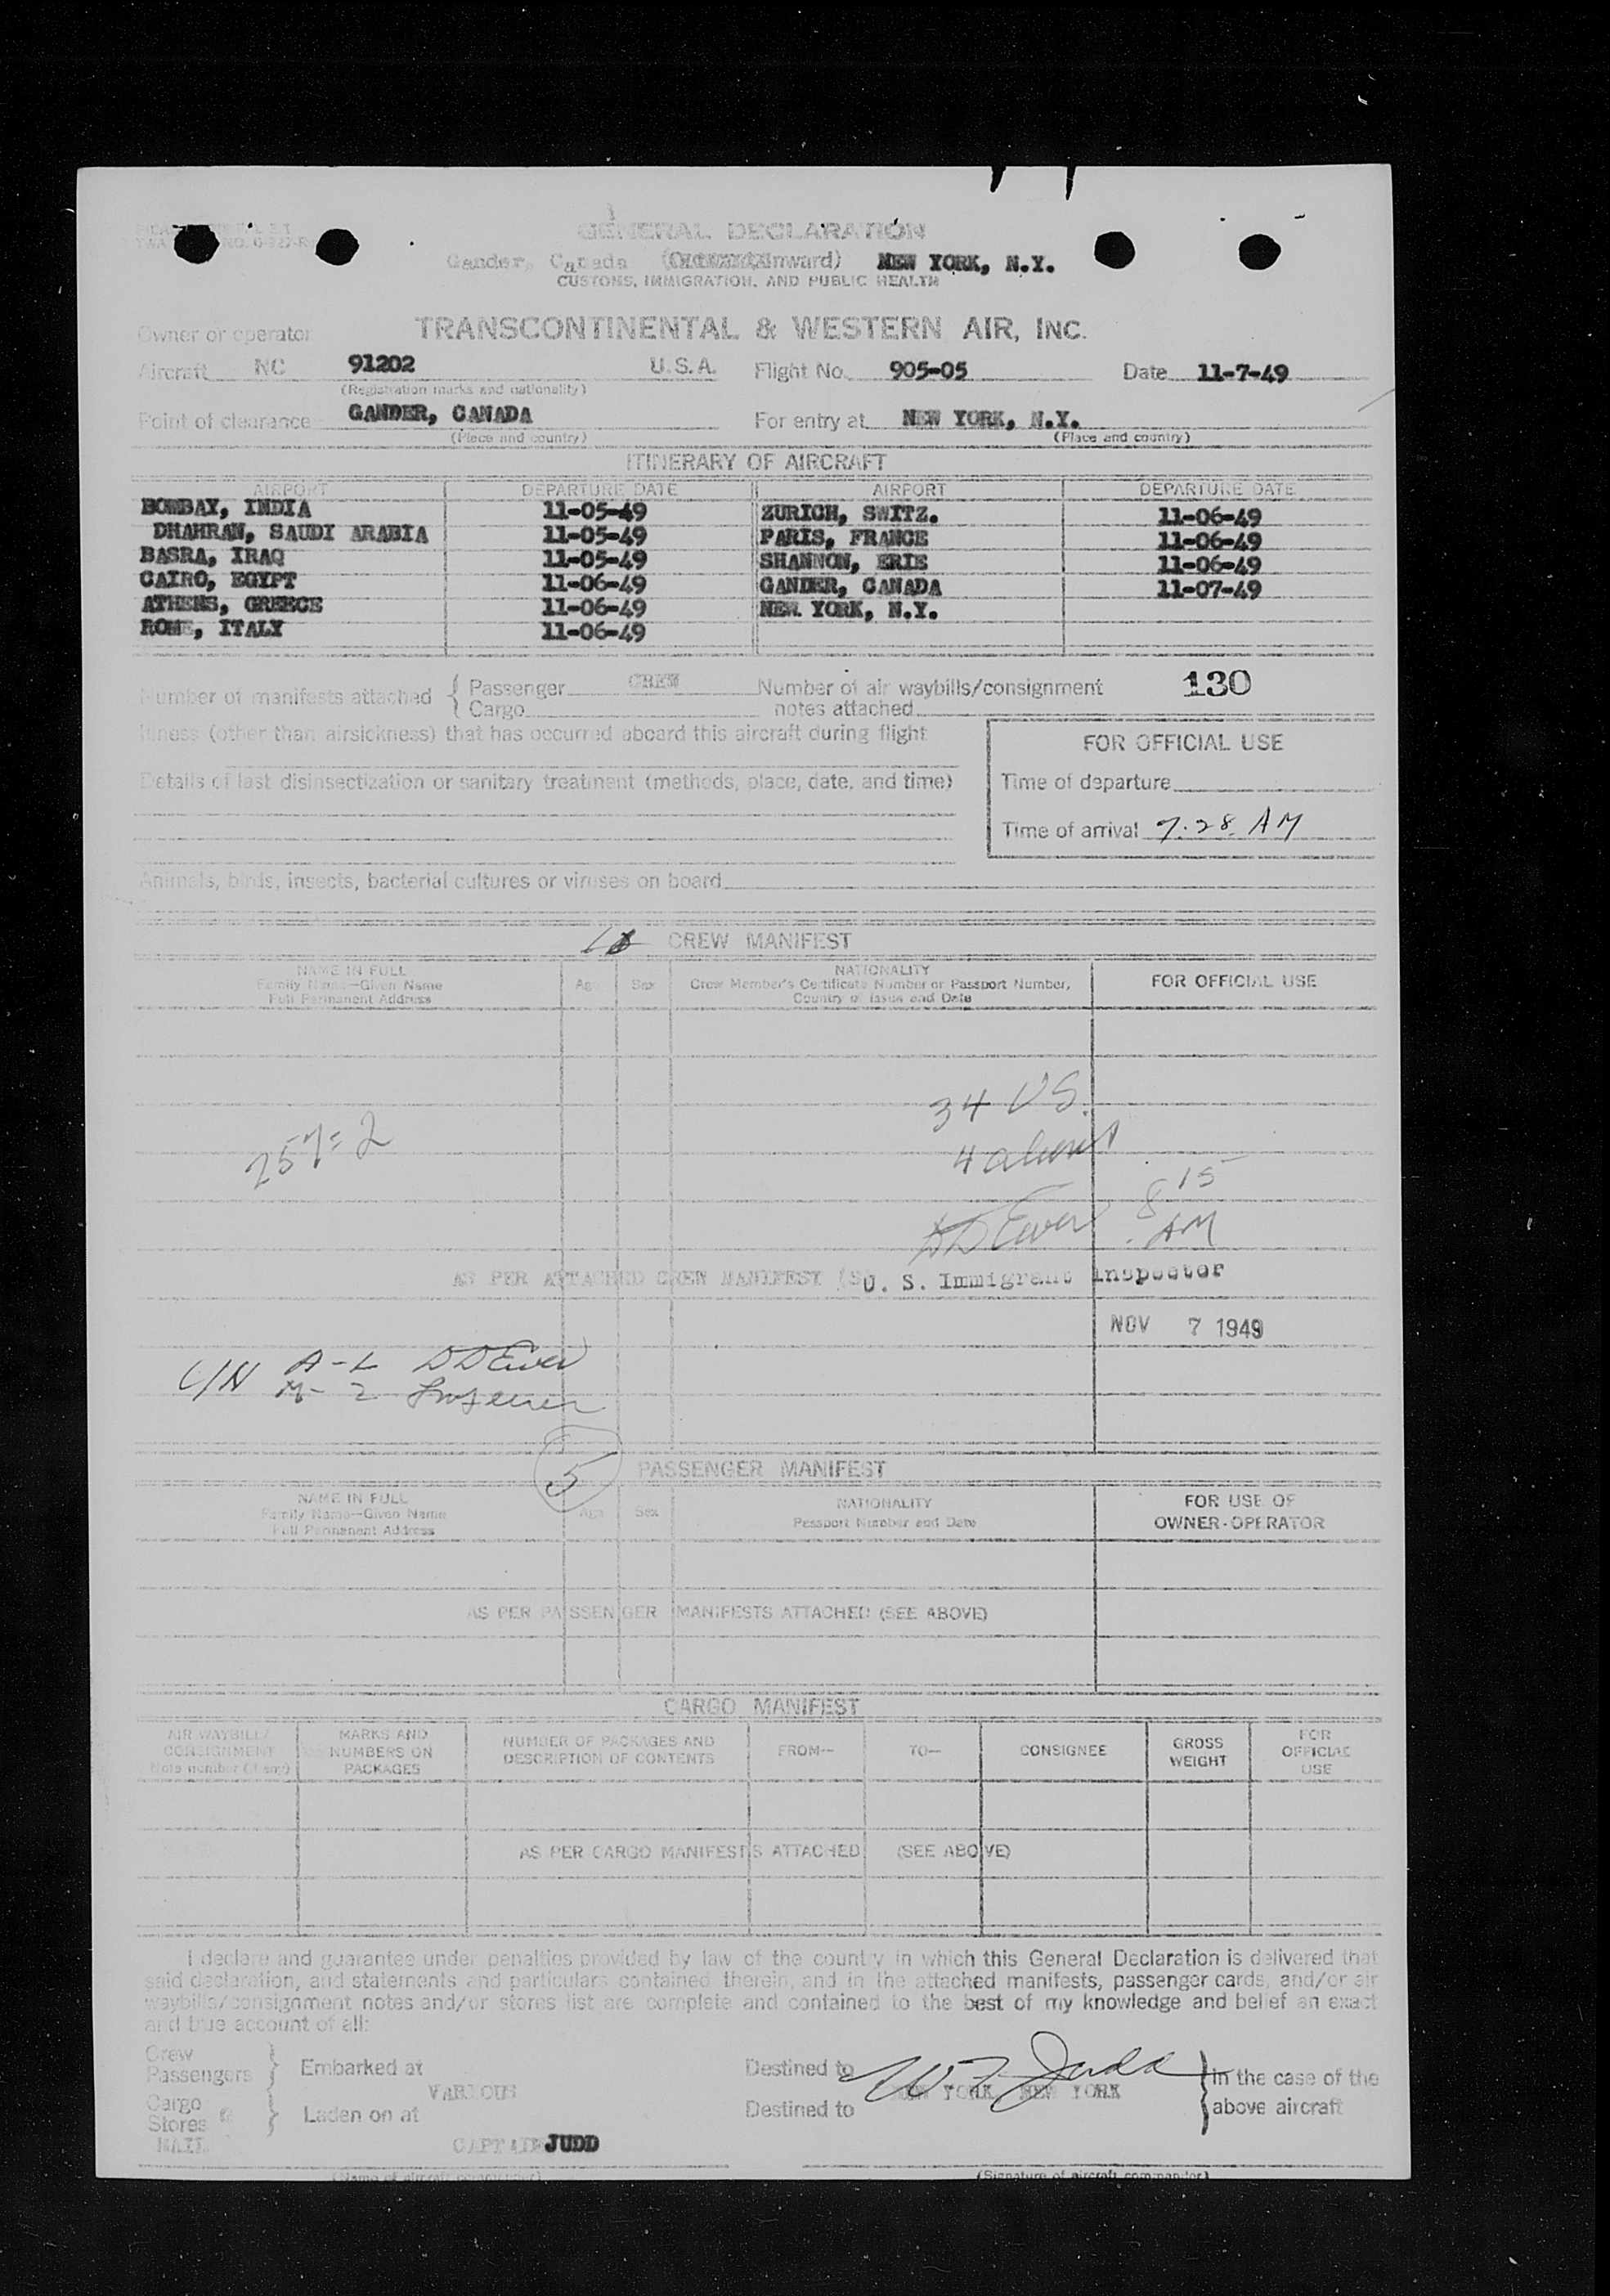 GENERAL DECLARATION
Gander, Canada (Inward) NEW YORK, N.Y.
CUSTOMS, IMMIGRATION, AND PUBLIC HEALTH
Owner or operator TRANSCONTINENTAL & WESTERN AIR, INC.
Aircraft NC 91202 U.S.A. Flight No. 905-05 Date 11-7-49
(Registration marks and nationality)
Point of clearance GANDER, CANADA For entry at NEW YORK, N.Y.
(Place and country) (Place and country)
ITINERARY OF AIRCRAFT
AIRPORT DEPARTURE DATE AIRPORT DEPARTURE DATE
BOMBAY, INDIA 11-05-49 ZURICH, SWITZ. 11-06-49
DHAHRAN, SAUDI ARABIA 11-05-49 PARIS, FRANCE 11-06-49
BASRA, IRAQ 11-05-49 SHANNON, ERIE 11-06-49
CAIRO, EGYPT 11-06-49 GANDER, CANADA 11-07-49
ATHENS, GREECE 11-06-49 NEW YORK, N.Y.
ROME, ITALY 11-06-49
Number of manifests attached { Passenger CREW Number of air waybills/consignment 130
Cargo notes attached
Illness (other than airsickness) that has occurred aboard this aircraft during flight
FOR OFFICIAL USE
Details of last disinsectization or sanitary treatment (methods, place, date, and time)
Time of departure
Time of arrival 7.28 AM
Animals, birds, insects, bacterial cultures or viruses on board
CREW MANIFEST
NAME IN FULL
Family Name—Given Name
Full Permanent Address
Age Sex
NATIONALITY
Crew Member's Certificate Number or Passport Number,
Country of Issue and Date
FOR OFFICIAL USE
34 US.
257=2
4 aliens
8 15
AM
AS PER ATTACHED CREW MANIFEST (S
U. S. Immigrant Inspector
NOV 7 1949
A-L
5
PASSENGER MANIFEST
NAME IN FULL
Family Name—Given Name
Full Permanent Address
Age Sex
NATIONALITY
Passport Number and Date
FOR USE OF
OWNER-OPERATOR
AS PER PASSENGER MANIFESTS ATTACHED (SEE ABOVE)
CARGO MANIFEST
AIR WAYBILL/
CONSIGNMENT
Note number (if any)
MARKS AND
NUMBERS ON
PACKAGES
NUMBER OF PACKAGES AND
DESCRIPTION OF CONTENTS
FROM—
TO—
CONSIGNEE
GROSS
WEIGHT
FOR
OFFICIAL
USE
AS PER CARGO MANIFESTS ATTACHED (SEE ABOVE)
I declare and guarantee under penalties provided by law of the country in which this General Declaration is delivered that
said declaration, and statements and particulars contained therein, and in the attached manifests, passenger cards, and/or air
waybills/consignment notes and/or stores list are complete and contained to the best of my knowledge and belief an exact
and true account of all:
Crew
Passengers } Embarked at Destined to W F Judd } in the case of the
VARIOUS NEW YORK, NEW YORK
Cargo
Stores } Laden on at Destined to above aircraft
MAIL
CAPTAIN JUDD
(Name of aircraft commander) (Signature of aircraft commander)